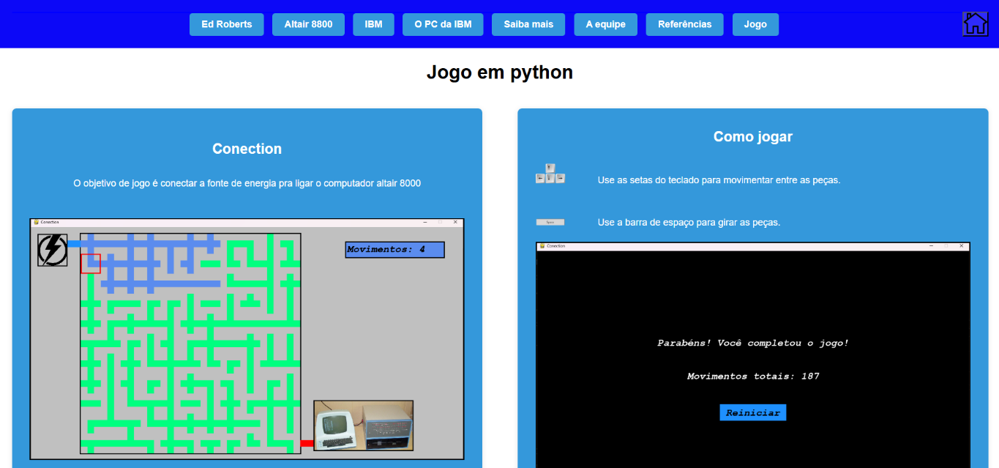 Ed Roberts
Altair 8800
IBM
O PC da IBM
Saiba mais
A equipe
Referências
Jogo
Jogo em python
Conection
O objetivo de jogo é conectar a fonte de energia pra ligar o computador altair 8000
Conection
Movimentos: 4
Como jogar
Use as setas do teclado para movimentar entre as peças.
Use a barra de espaço para girar as peças.
Conection
Parabéns! Você completou o jogo!
Movimentos totais: 187
Reiniciar